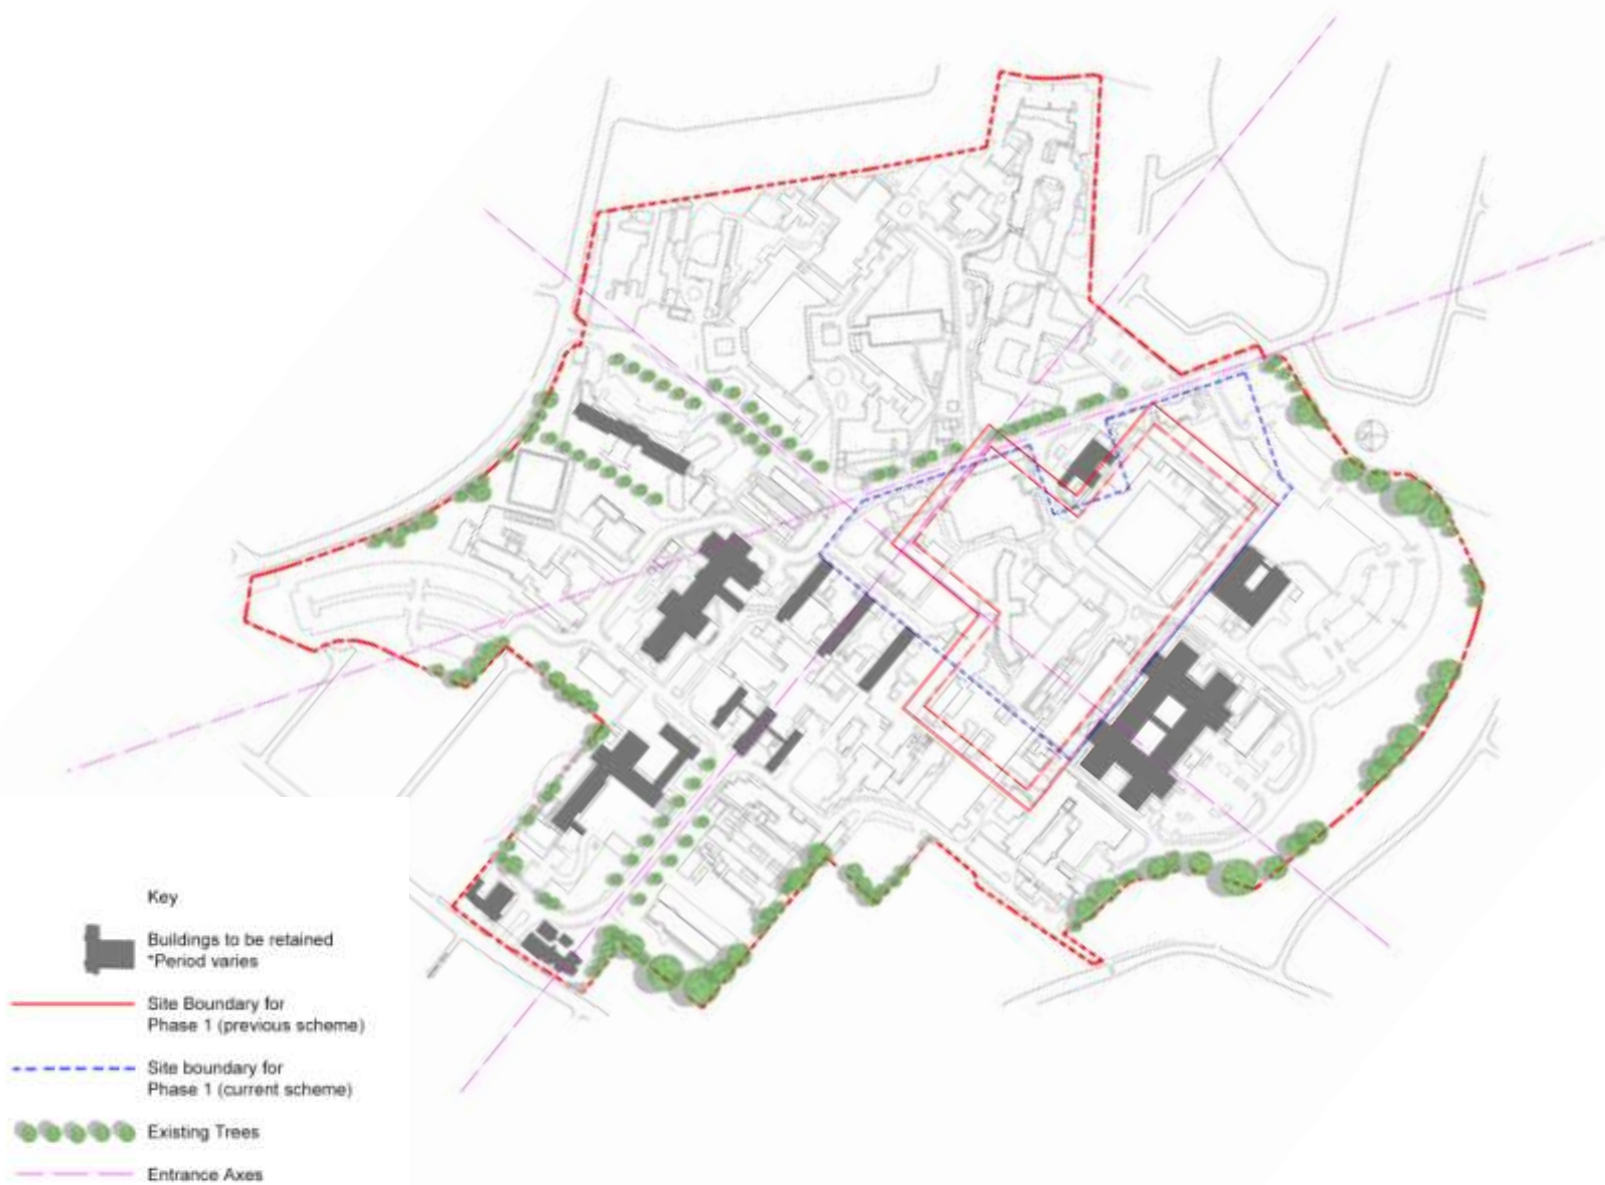 Key
Buildings to be retained
*Period varies
Site Boundary for
Phase 1 (previous scheme)
Site boundary for
Phase 1 (current scheme)
Existing Trees
Entrance Axes